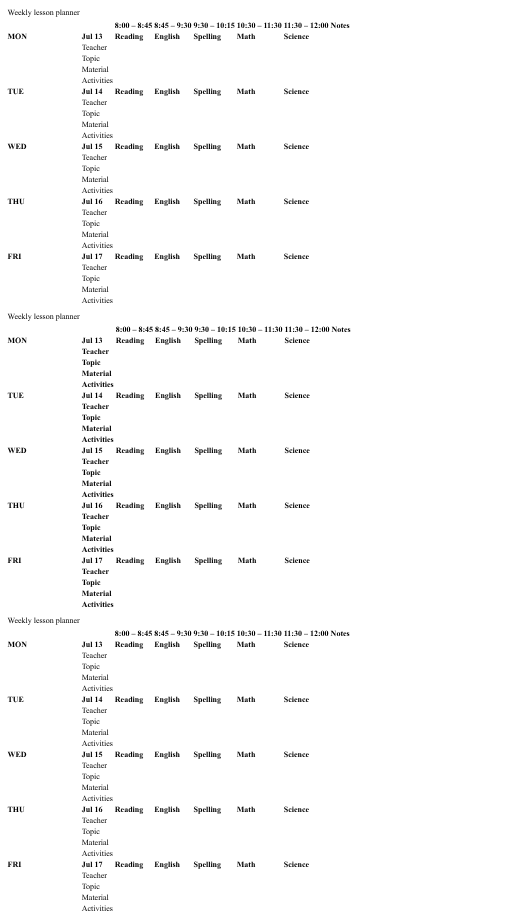 Weekly lesson planner
8:00 – 8:45 8:45 – 9:30 9:30 – 10:15 10:30 – 11:30 11:30 – 12:00 Notes
MON Jul 13 Reading English Spelling Math Science
Teacher
Topic
Material
Activities
TUE Jul 14 Reading English Spelling Math Science
Teacher
Topic
Material
Activities
WED Jul 15 Reading English Spelling Math Science
Teacher
Topic
Material
Activities
THU Jul 16 Reading English Spelling Math Science
Teacher
Topic
Material
Activities
FRI Jul 17 Reading English Spelling Math Science
Teacher
Topic
Material
Activities
Weekly lesson planner
8:00 – 8:45 8:45 – 9:30 9:30 – 10:15 10:30 – 11:30 11:30 – 12:00 Notes
MON Jul 13 Reading English Spelling Math Science
Teacher
Topic
Material
Activities
TUE Jul 14 Reading English Spelling Math Science
Teacher
Topic
Material
Activities
WED Jul 15 Reading English Spelling Math Science
Teacher
Topic
Material
Activities
THU Jul 16 Reading English Spelling Math Science
Teacher
Topic
Material
Activities
FRI Jul 17 Reading English Spelling Math Science
Teacher
Topic
Material
Activities
Weekly lesson planner
8:00 – 8:45 8:45 – 9:30 9:30 – 10:15 10:30 – 11:30 11:30 – 12:00 Notes
MON Jul 13 Reading English Spelling Math Science
Teacher
Topic
Material
Activities
TUE Jul 14 Reading English Spelling Math Science
Teacher
Topic
Material
Activities
WED Jul 15 Reading English Spelling Math Science
Teacher
Topic
Material
Activities
THU Jul 16 Reading English Spelling Math Science
Teacher
Topic
Material
Activities
FRI Jul 17 Reading English Spelling Math Science
Teacher
Topic
Material
Activities